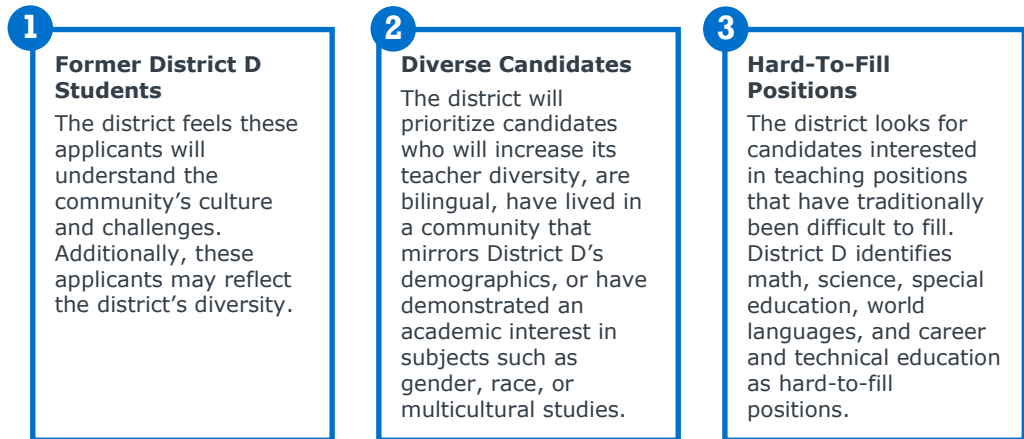 1
Former District D
Students
The district feels these
applicants will
understand the
community’s culture
and challenges.
Additionally, these
applicants may reflect
the district’s diversity.
2
Diverse Candidates
The district will
prioritize candidates
who will increase its
teacher diversity, are
bilingual, have lived in
a community that
mirrors District D’s
demographics, or have
demonstrated an
academic interest in
subjects such as
gender, race, or
multicultural studies.
3
Hard-To-Fill
Positions
The district looks for
candidates interested
in teaching positions
that have traditionally
been difficult to fill.
District D identifies
math, science, special
education, world
languages, and career
and technical education
as hard-to-fill
positions.